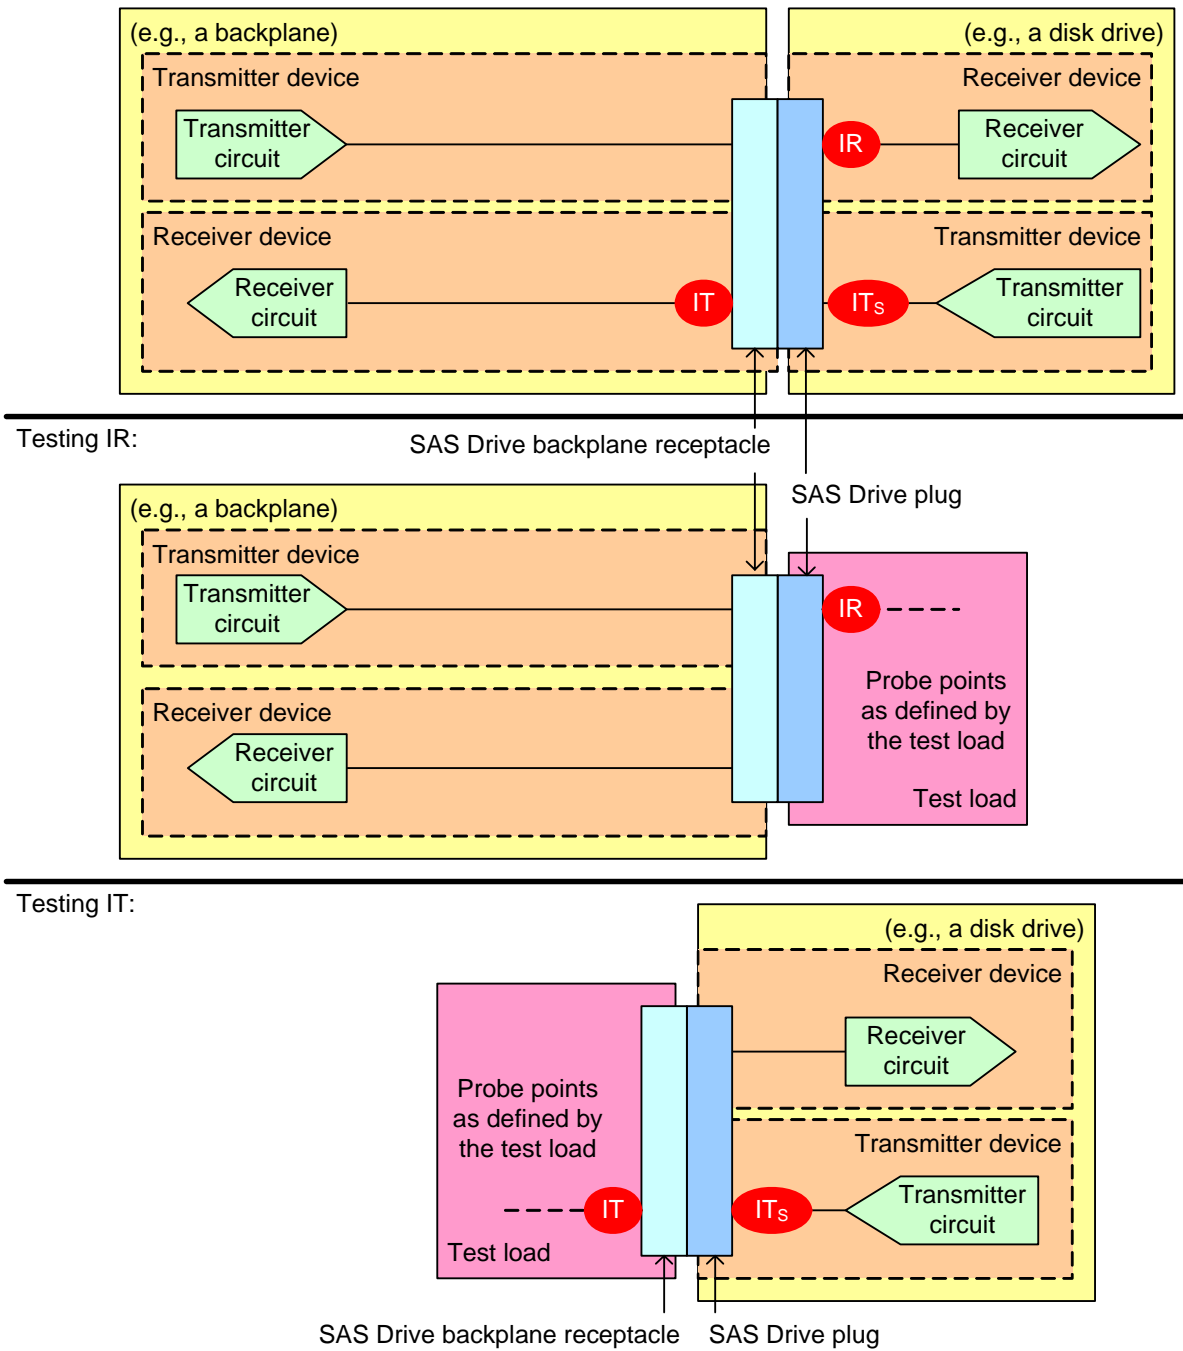 (e.g., a backplane)
(e.g., a disk drive)
Transmitter device
Receiver device
Transmitter
circuit
IR
Receiver
circuit
Receiver device
Transmitter device
Receiver
circuit
IT
ITS
Transmitter
circuit
Testing IR:
SAS Drive backplane receptacle
SAS Drive plug
(e.g., a backplane)
Transmitter device
Transmitter
circuit
IR
Receiver device
Receiver
circuit
Probe points
as defined by
the test load
Test load
Testing IT:
(e.g., a disk drive)
Receiver device
Receiver
circuit
Probe points
as defined by
the test load
Transmitter device
IT
ITS
Transmitter
circuit
Test load
SAS Drive backplane receptacle
SAS Drive plug